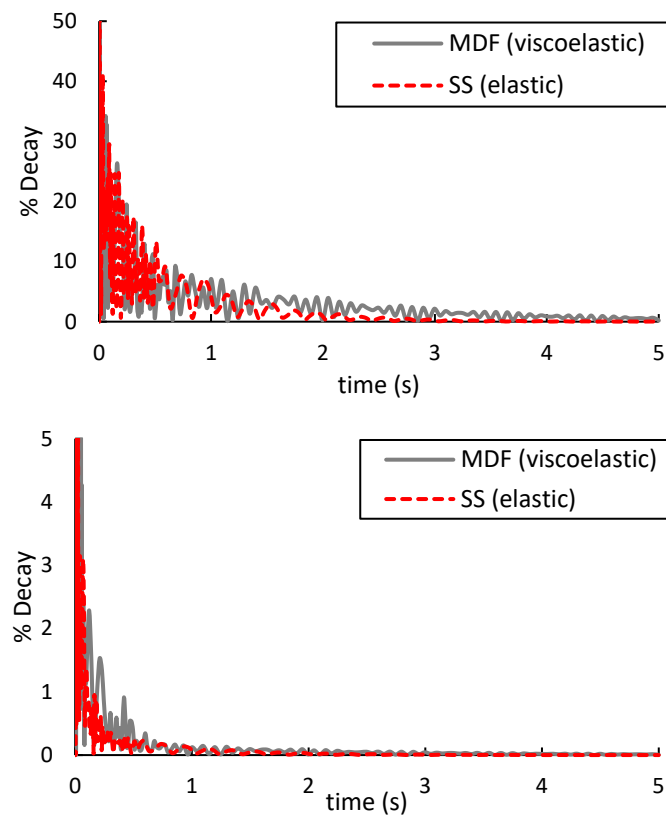 50
40
30
20
10
0
% Decay
MDF (viscoelastic)
SS (elastic)
0 1 2 3 4 5
time (s)
5
4
3
2
1
0
% Decay
MDF (viscoelastic)
SS (elastic)
0 1 2 3 4 5
time (s)